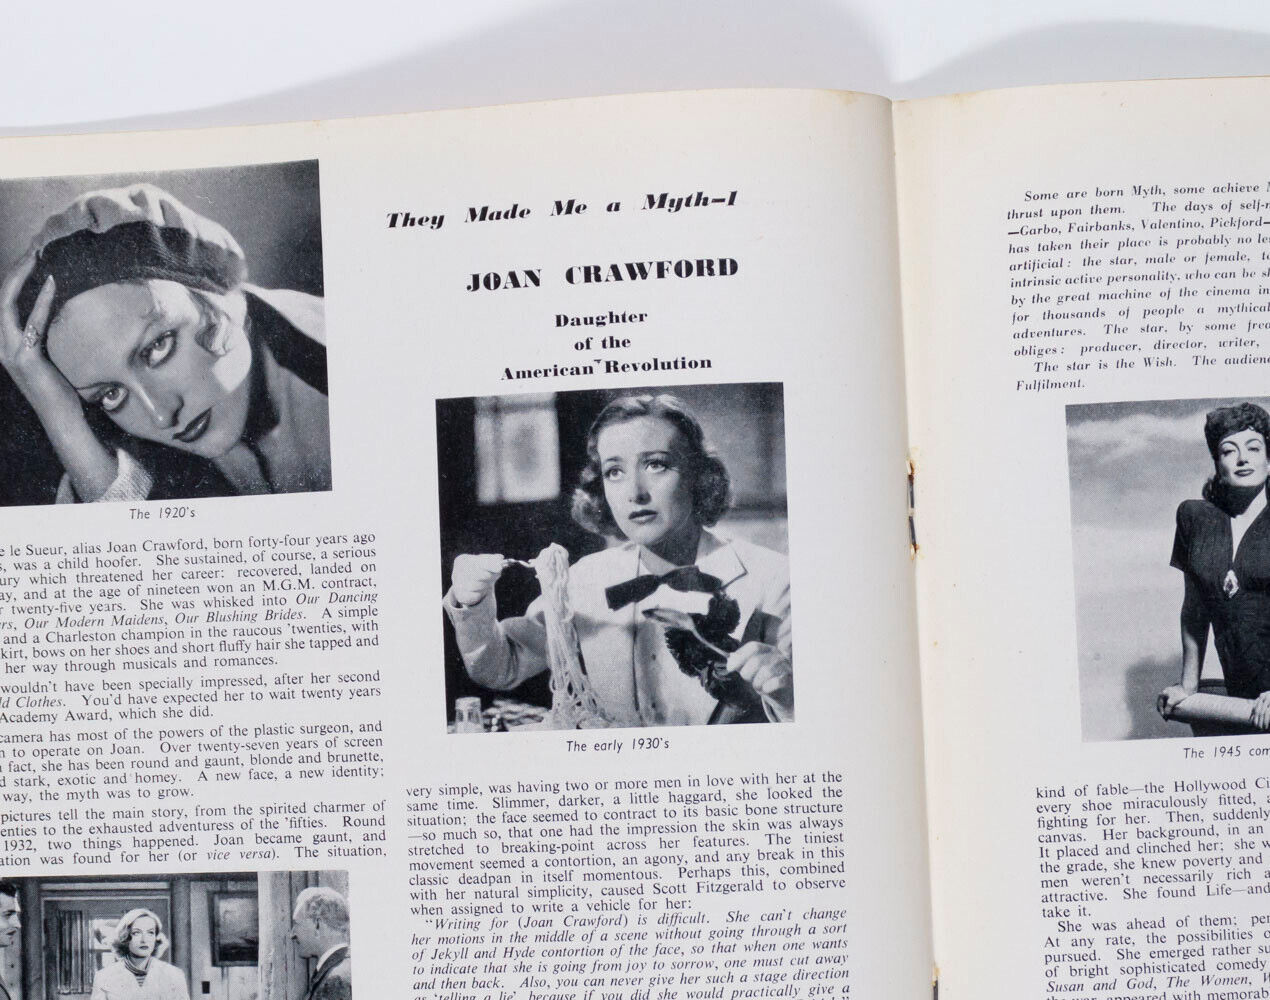 They Made Me a Myth—I
JOAN CRAWFORD
Daughter
of the
American Revolution
The 1920's
e le Sueur, alias Joan Crawford, born forty-four years ago
s, was a child hoofer. She sustained, of course, a serious
ury which threatened her career: recovered, landed on
ay, and at the age of nineteen won an M.G.M. contract,
r twenty-five years. She was whisked into Our Dancing
ers, Our Modern Maidens, Our Blushing Brides. A simple
and a Charleston champion in the raucous 'twenties, with
kirt, bows on her shoes and short fluffy hair she tapped and
her way through musicals and romances.
wouldn't have been specially impressed, after her second
ld Clothes. You'd have expected her to wait twenty years
Academy Award, which she did.
camera has most of the powers of the plastic surgeon, and
n to operate on Joan. Over twenty-seven years of screen
n fact, she has been round and gaunt, blonde and brunette,
d stark, exotic and homey. A new face, a new identity;
way, the myth was to grow.
pictures tell the main story, from the spirited charmer of
enties to the exhausted adventuress of the 'fifties. Round
1932, two things happened. Joan became gaunt, and
ation was found for her (or vice versa). The situation,
The early 1930's
very simple, was having two or more men in love with her at the
same time. Slimmer, darker, a little haggard, she looked the
situation; the face seemed to contract to its basic bone structure
—so much so, that one had the impression the skin was always
stretched to breaking-point across her features. The tiniest
movement seemed a contortion, an agony, and any break in this
classic deadpan in itself momentous. Perhaps this, combined
with her natural simplicity, caused Scott Fitzgerald to observe
when assigned to write a vehicle for her:
"Writing for (Joan Crawford) is difficult. She can't change
her motions in the middle of a scene without going through a sort
of Jekyll and Hyde contortion of the face, so that when one wants
to indicate that she is going from joy to sorrow, one must cut away
and then back. Also, you can never give her such a stage direction
as 'telling a lie' because if you did she would practically give a
Some are born Myth, some achieve M
thrust upon them. The days of self-m
—Garbo, Fairbanks, Valentino, Pickford—
has taken their place is probably no les
artificial: the star, male or female, to
intrinsic active personality, who can be sh
by the great machine of the cinema in
for thousands of people a mythical
adventures. The star, by some frea
obliges: producer, director, writer,
The star is the Wish. The audienc
Fulfilment.
The 1945 com
kind of fable—the Hollywood Ci
every shoe miraculously fitted, a
fighting for her. Then, suddenly
canvas. Her background, in an
It placed and clinched her; she w
the grade, she knew poverty and
men weren't necessarily rich a
attractive. She found Life—and
take it.
She was ahead of them; per
At any rate, the possibilities o
pursued. She emerged rather su
of bright sophisticated comedy
Susan and God, The Women, W
the war, appeared with memorab